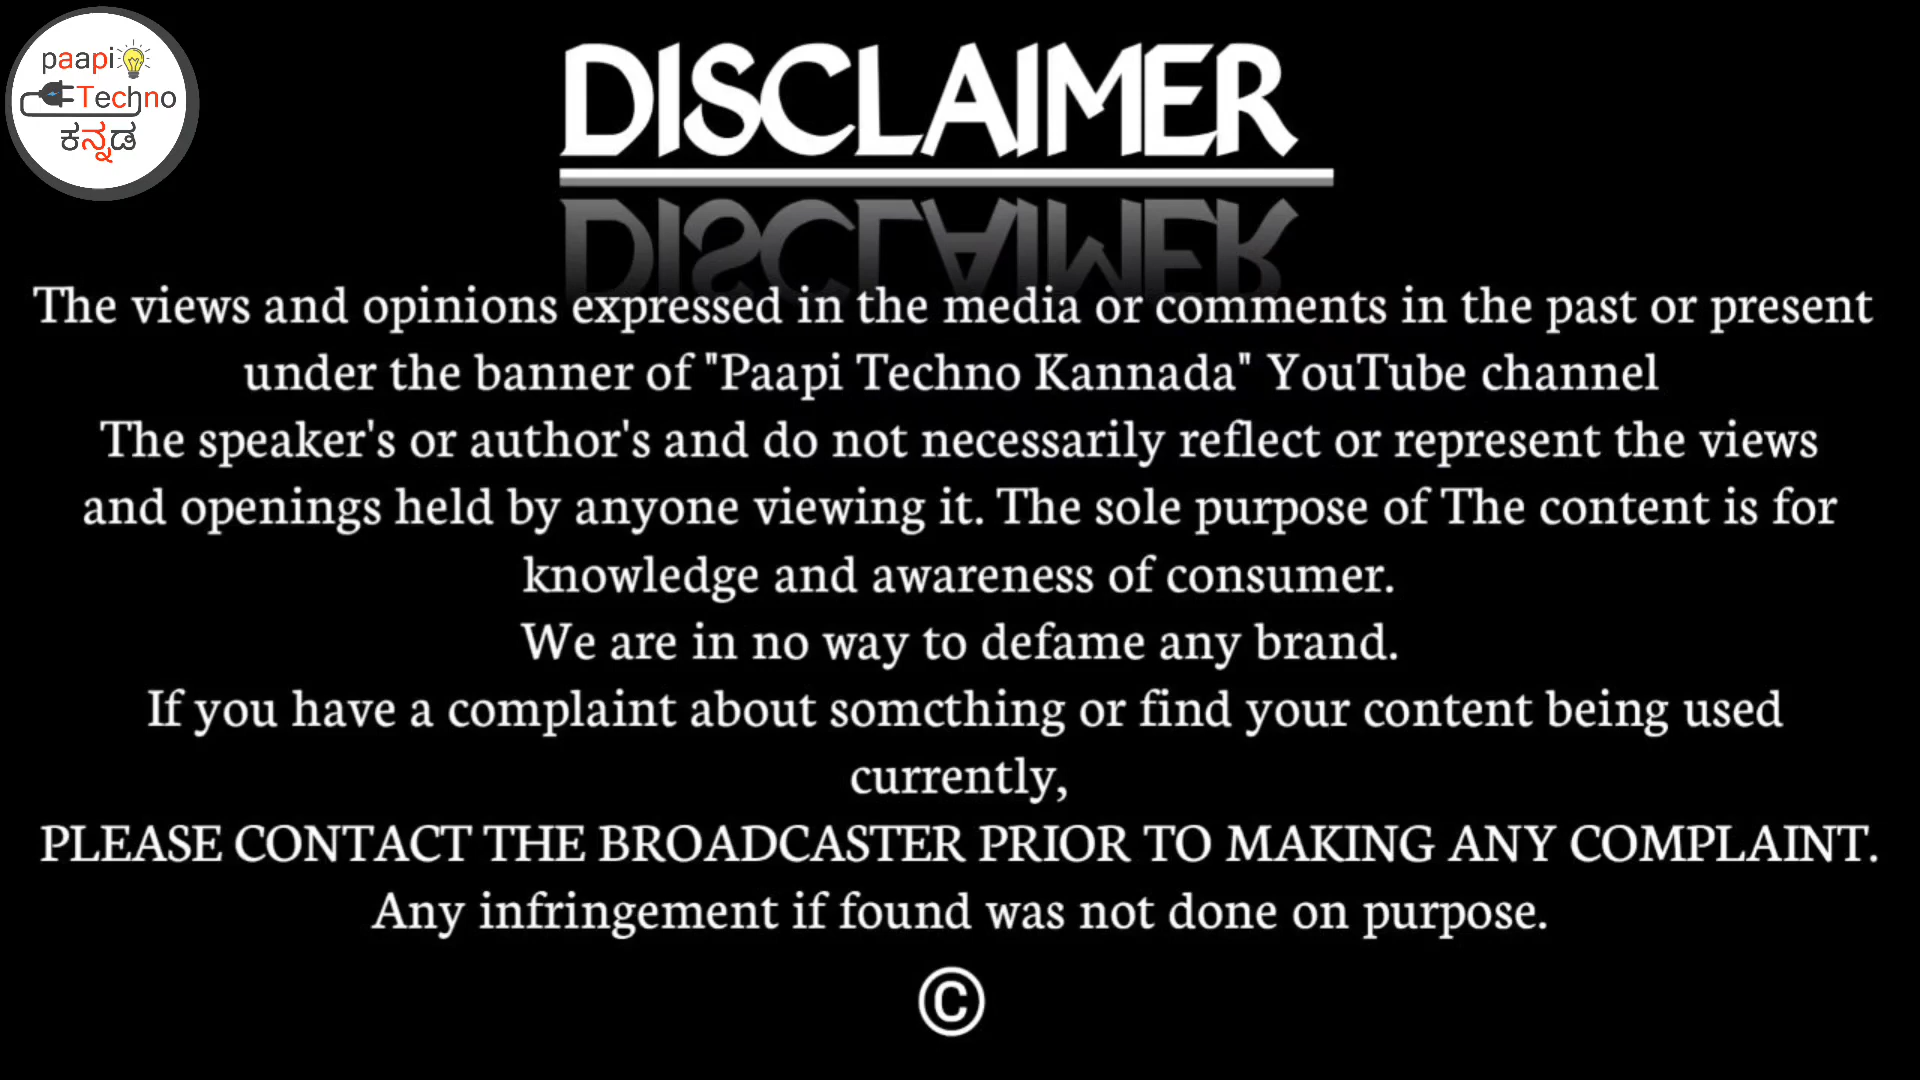 paapi
Techno
ಕನ್ನಡ
DISCLAIMER
The views and opinions expressed in the media or comments in the past or present
under the banner of "Paapi Techno Kannada" YouTube channel
The speaker's or author's and do not necessarily reflect or represent the views
and openings held by anyone viewing it. The sole purpose of The content is for
knowledge and awareness of consumer.
We are in no way to defame any brand.
If you have a complaint about somcthing or find your content being used
currently,
PLEASE CONTACT THE BROADCASTER PRIOR TO MAKING ANY COMPLAINT.
Any infringement if found was not done on purpose.
©